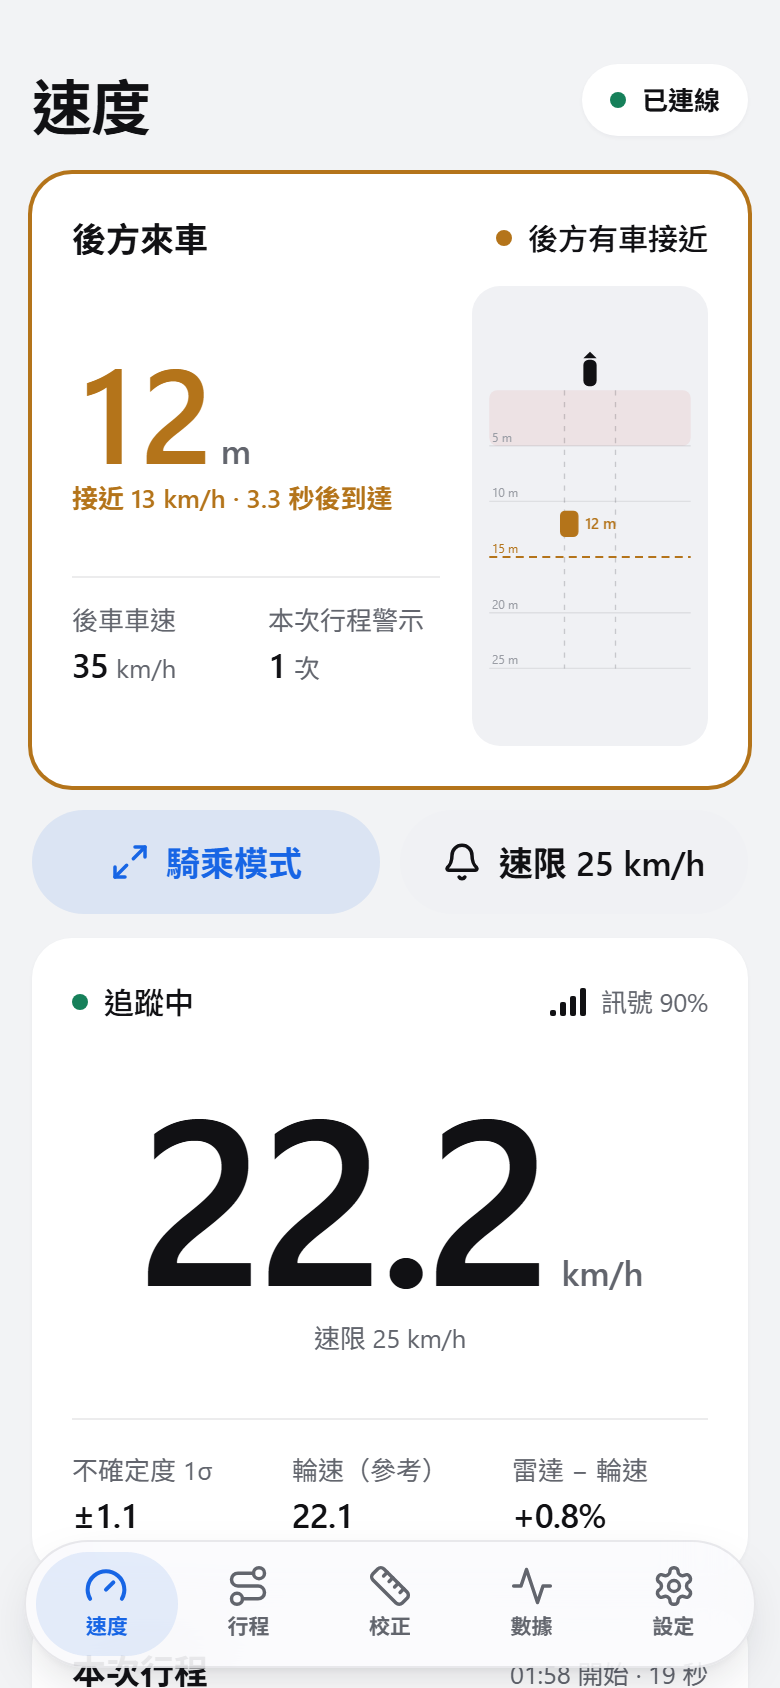 速度
已連線
後方來車
後方有車接近
12 m
接近 13 km/h · 3.3 秒後到達
後車車速
35 km/h
本次行程警示
1 次
5 m
10 m
12 m
15 m
20 m
25 m
騎乘模式
速限 25 km/h
追蹤中
訊號 90%
22.2 km/h
速限 25 km/h
不確定度 1σ
±1.1
輪速（參考）
22.1
雷達 − 輪速
+0.8%
速度
行程
校正
數據
設定
本次行程
01:58 開始 · 19 秒